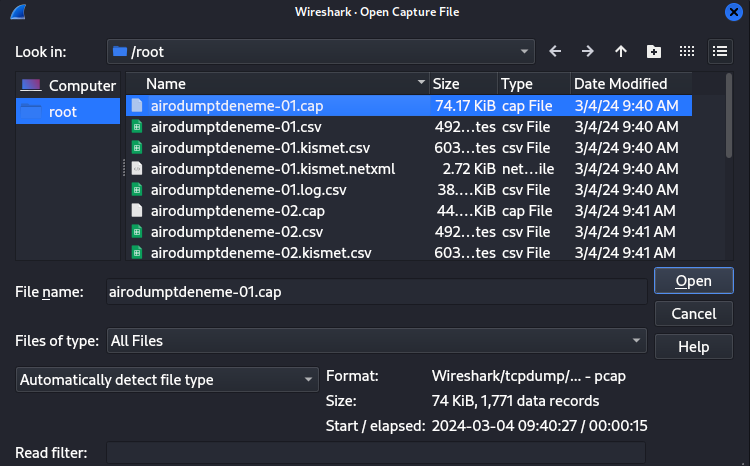 Wireshark · Open Capture File
Look in: /root
Computer
root
Name Size Type Date Modified
airodumptdeneme-01.cap 74.17 KiB cap File 3/4/24 9:40 AM
airodumptdeneme-01.csv 492...tes csv File 3/4/24 9:40 AM
airodumptdeneme-01.kismet.csv 603...tes csv File 3/4/24 9:40 AM
airodumptdeneme-01.kismet.netxml 2.72 KiB net...ile 3/4/24 9:40 AM
airodumptdeneme-01.log.csv 38....KiB csv File 3/4/24 9:40 AM
airodumptdeneme-02.cap 44....KiB cap File 3/4/24 9:41 AM
airodumptdeneme-02.csv 492...tes csv File 3/4/24 9:41 AM
airodumptdeneme-02.kismet.csv 603...tes csv File 3/4/24 9:41 AM
File name: airodumptdeneme-01.cap
Open
Cancel
Files of type: All Files
Help
Automatically detect file type
Format: Wireshark/tcpdump/... - pcap
Size: 74 KiB, 1,771 data records
Start / elapsed: 2024-03-04 09:40:27 / 00:00:15
Read filter: